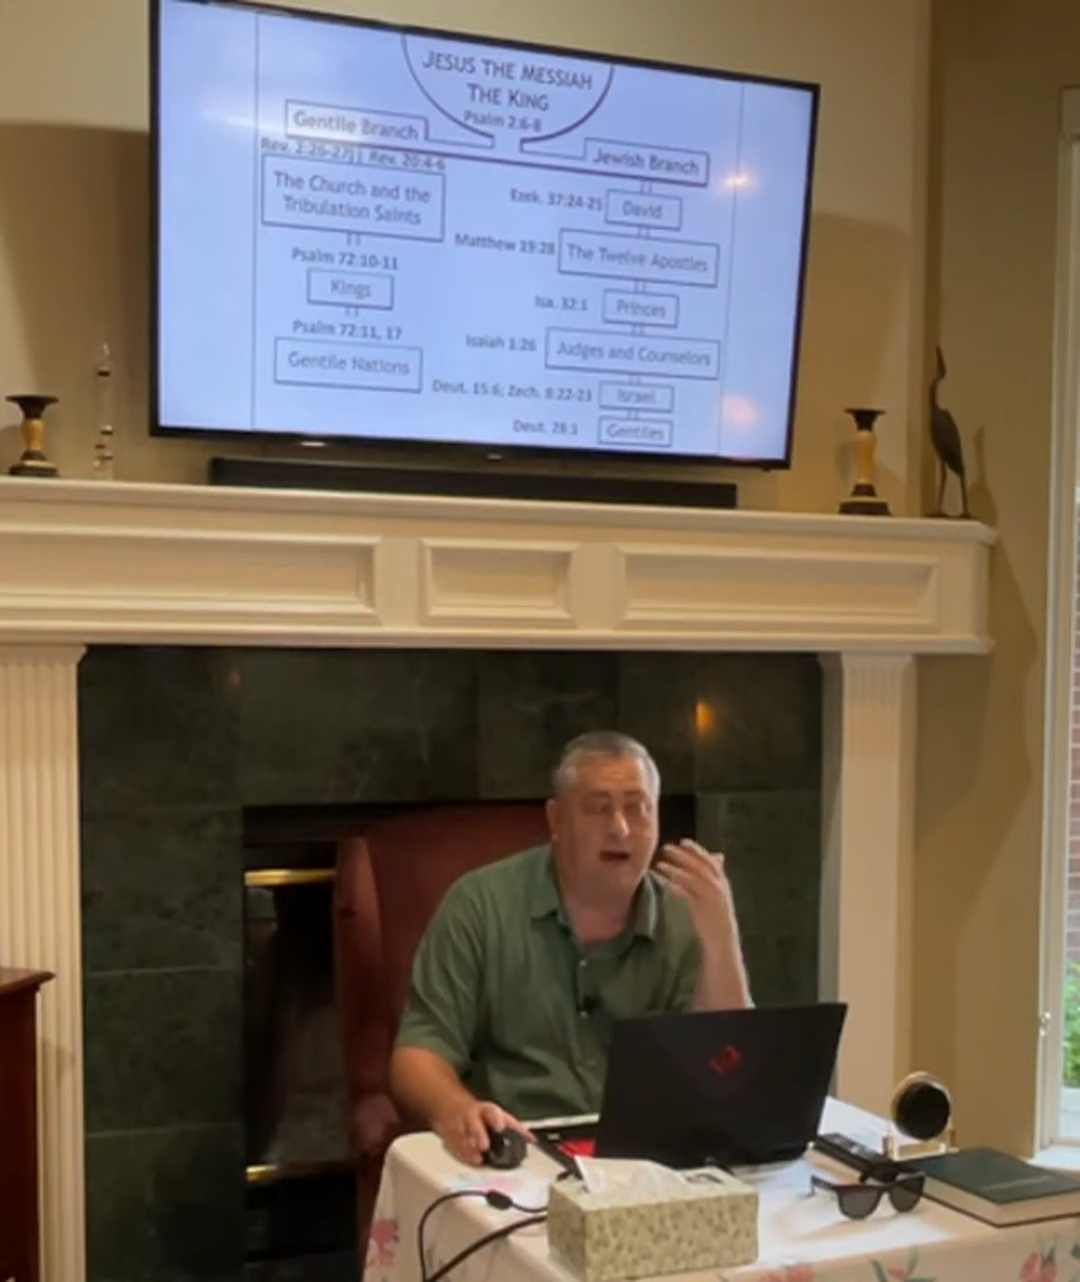 JESUS THE MESSIAH
THE KING
Psalm 2:6-8
Gentile Branch
Rev. 2:26-27 Rev. 20:4-6
The Church and the
Tribulation Saints
Psalm 72:10-11
Kings
Psalm 72:11, 17
Gentile Nations
Jewish Branch
Ezek. 37:24-25
David
Matthew 19:28
The Twelve Apostles
Isa. 32:1
Princes
Isaiah 1:26
Judges and Counselors
Deut. 15:6; Zech. 8:22-23
Israel
Deut. 28:1
Gentiles